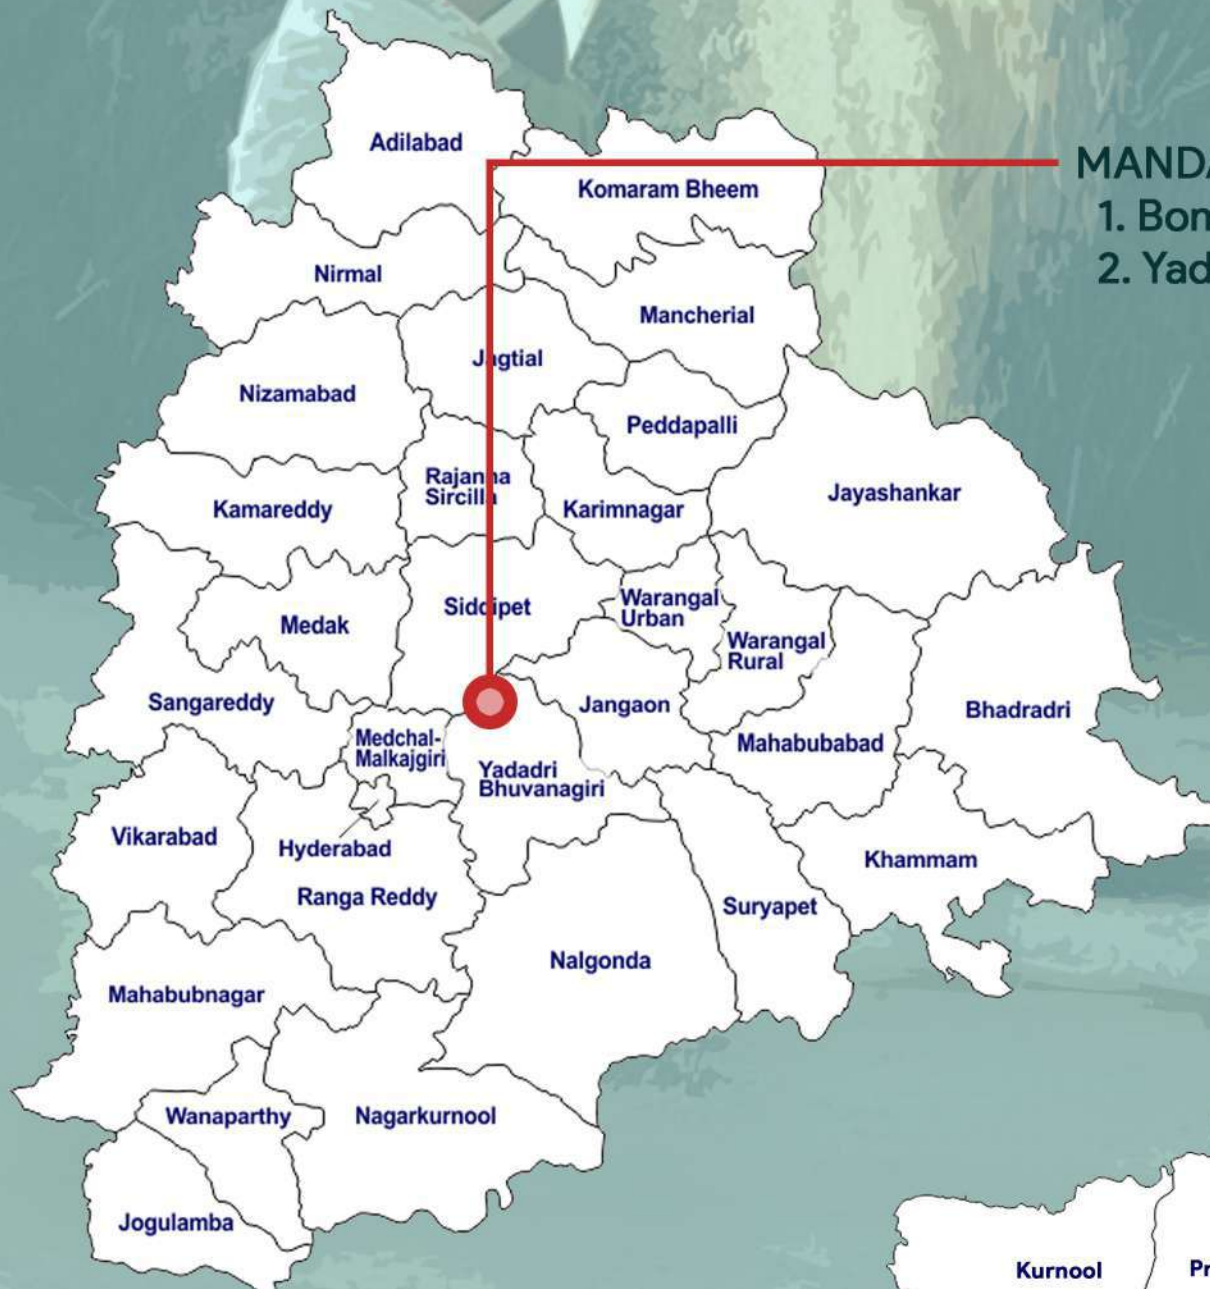 Adilabad
MANDA
Komaram Bheem
1. Bon
2. Yad
Nirmal
Mancherial
Jagtial
Nizamabad
Peddapalli
Rajanna
Sircilla
Jayashankar
Kamareddy
Karimnagar
Siddipet
Warangal
Urban
Medak
Warangal
Rural
Sangareddy
Jangaon
Bhadradri
Medchal-
Malkajgiri
Mahabubabad
Yadadri
Bhuvanagiri
Vikarabad
Hyderabad
Khammam
Ranga Reddy
Suryapet
Nalgonda
Mahabubnagar
Wanaparthy
Nagarkurnool
Jogulamba
Kurnool
Pr